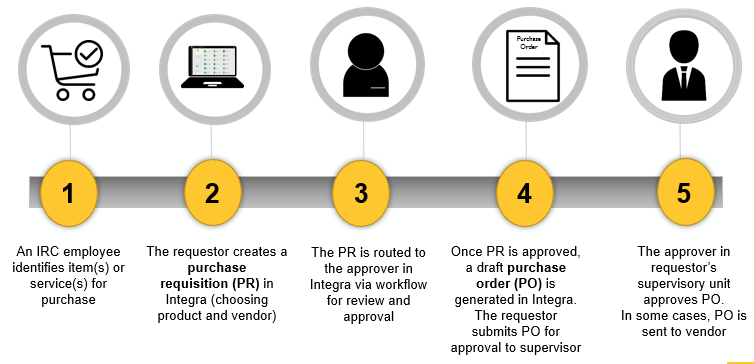 Purchase
Order
1
2
3
4
5
An IRC employee
identifies item(s) or
service(s) for
purchase
The requestor creates a
purchase
requisition (PR) in
Integra (choosing
product and vendor)
The PR is routed to
the approver in
Integra via workflow
for review and
approval
Once PR is approved,
a draft purchase
order (PO) is
generated in Integra.
The requestor
submits PO for
approval to supervisor
The approver in
requestor's
supervisory unit
approves PO.
In some cases, PO is
sent to vendor